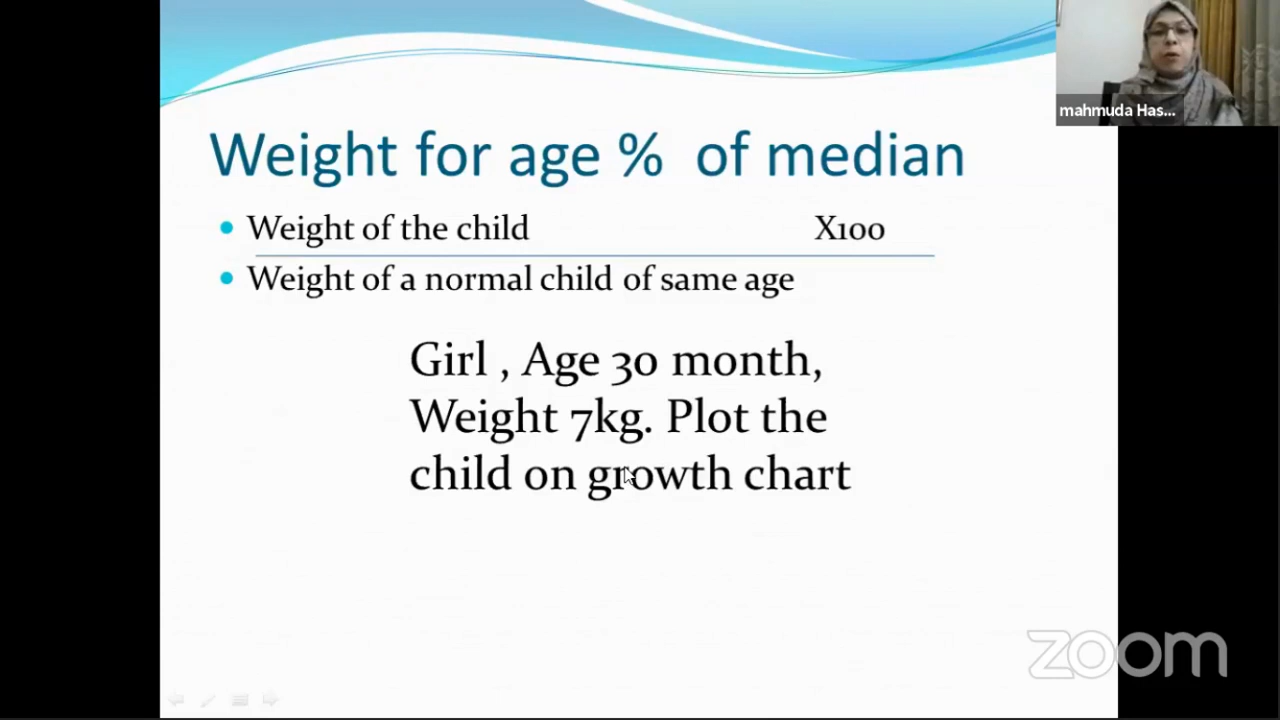 mahmuda Has...
Weight for age % of median
Weight of the child X100
Weight of a normal child of same age
Girl , Age 30 month,
Weight 7kg. Plot the
child on growth chart
zoom